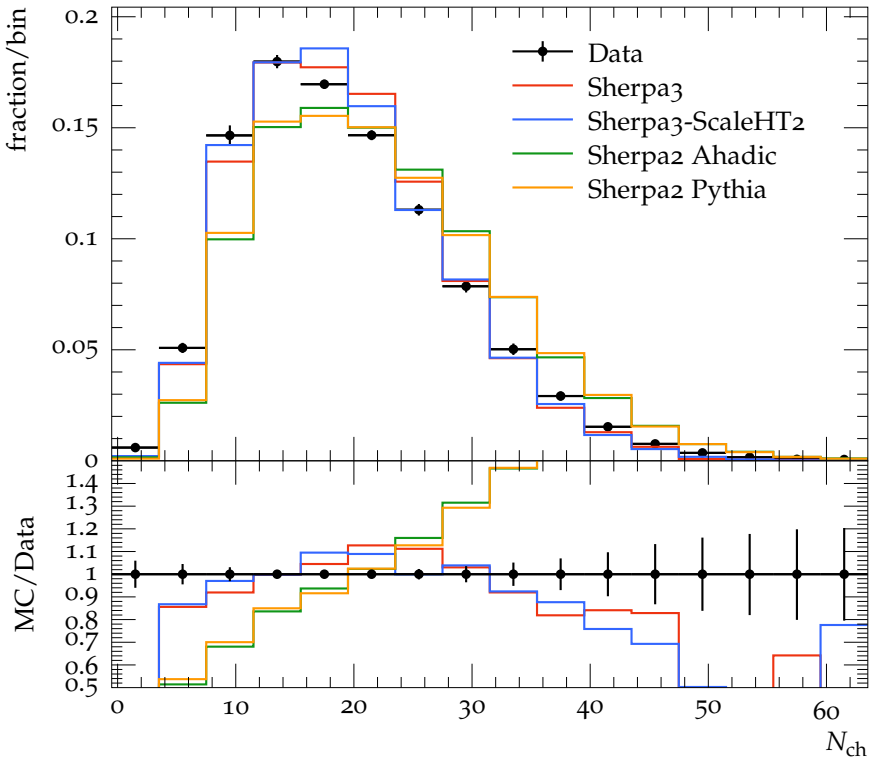 fraction/bin
0.2
0.15
0.1
0.05
0
Data
Sherpa3
Sherpa3-ScaleHT2
Sherpa2 Ahadic
Sherpa2 Pythia
MC/Data
1.4
1.3
1.2
1.1
1
0.9
0.8
0.7
0.6
0.5
0 10 20 30 40 50 60
N_ch